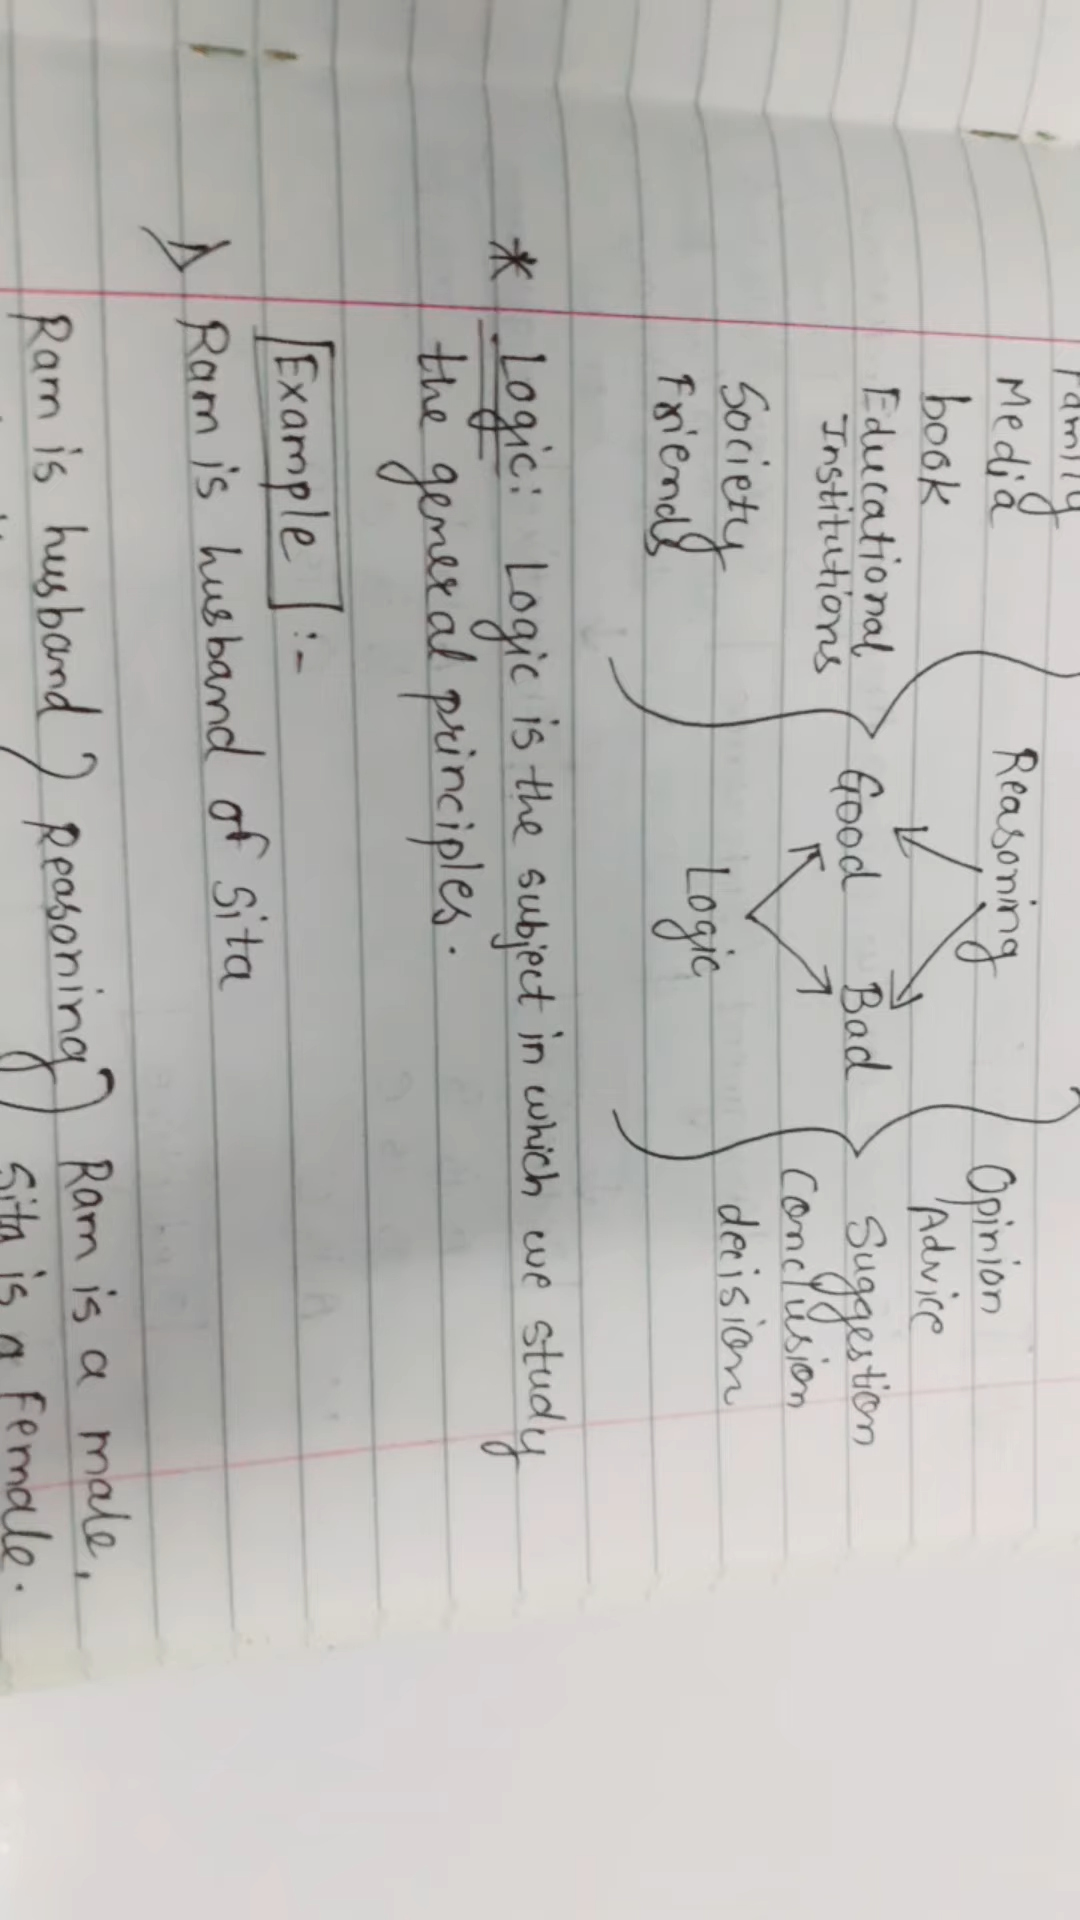 Family
Media
book
Educational
Institutions
Society
Friends
Reasoning
Good Bad
Logic
Opinion
Advice
Suggestion
Conclusion
decision
* Logic: Logic is the subject in which we study
the general principles.
Example :-
Ram is husband of Sita
Ram is husband Reasoning Ram is a male,
Sita is a Female.